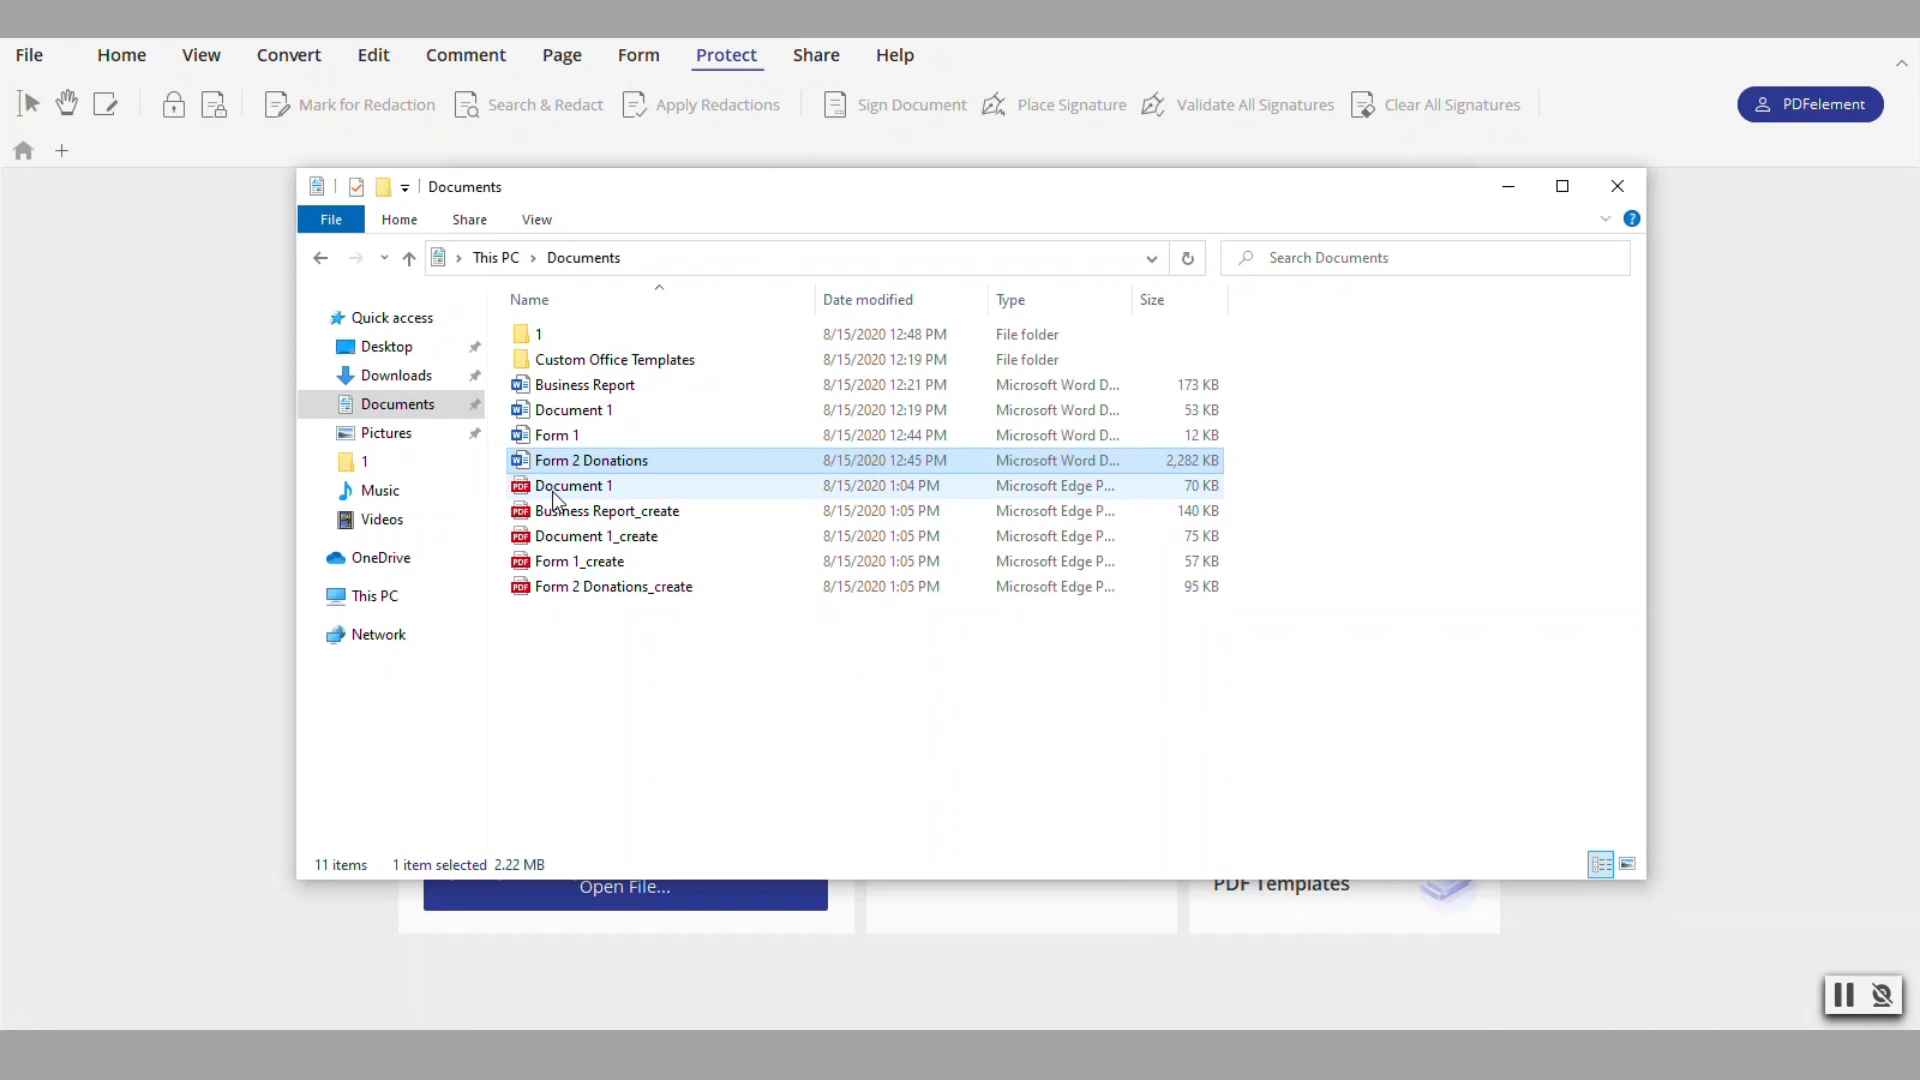 File Home View Convert Edit Comment Page Form Protect Share Help
Mark for Redaction Search & Redact Apply Redactions Sign Document Place Signature Validate All Signatures Clear All Signatures PDFelement
Documents
File Home Share View
This PC > Documents Search Documents
Name Date modified Type Size
Quick access
Desktop
Downloads
Documents
Pictures
1
Music
Videos
OneDrive
This PC
Network
1 8/15/2020 12:48 PM File folder
Custom Office Templates 8/15/2020 12:19 PM File folder
Business Report 8/15/2020 12:21 PM Microsoft Word D... 173 KB
Document 1 8/15/2020 12:19 PM Microsoft Word D... 53 KB
Form 1 8/15/2020 12:44 PM Microsoft Word D... 12 KB
Form 2 Donations 8/15/2020 12:45 PM Microsoft Word D... 2,282 KB
PDF Document 1 8/15/2020 1:04 PM Microsoft Edge P... 70 KB
PDF Business Report_create 8/15/2020 1:05 PM Microsoft Edge P... 140 KB
PDF Document 1_create 8/15/2020 1:05 PM Microsoft Edge P... 75 KB
PDF Form 1_create 8/15/2020 1:05 PM Microsoft Edge P... 57 KB
PDF Form 2 Donations_create 8/15/2020 1:05 PM Microsoft Edge P... 95 KB
11 items 1 item selected 2.22 MB
Open File... PDF Templates